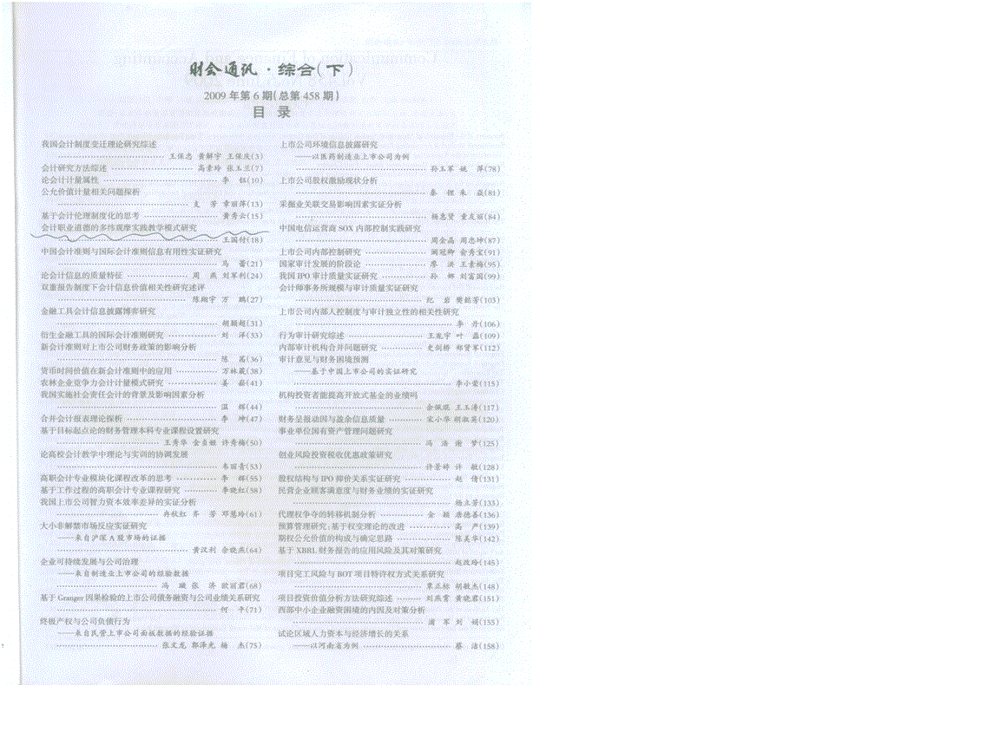 财会通讯·综合(下)
2009 年第 6 期(总第 458 期)
目 录
我国会计制度变迁理论研究综述
王保忠 黄解宇 王保庆(3)
会计研究方法综述 高素玲 张玉兰(7)
论会计计量属性 李 钰(10)
公允价值计量相关问题探析
支 芳 章丽萍(13)
基于会计伦理制度化的思考 黄秀云(15)
会计职业道德的多纬观摩实践教学模式研究
王国付(18)
中国会计准则与国际会计准则信息有用性实证研究
马 蕾(21)
论会计信息的质量特征 周 燕 刘军利(24)
双重报告制度下会计信息价值相关性研究述评
陈翔宇 万 鹏(27)
金融工具会计信息披露博弈研究
胡颖超(31)
衍生金融工具的国际会计准则研究 刘 洋(33)
新会计准则对上市公司财务政策的影响分析
陈 茜(36)
货币时间价值在新会计准则中的应用 万林葳(38)
农林企业竞争力会计计量模式研究 姜 崧(41)
我国实施社会责任会计的背景及影响因素分析
温 辉(44)
合并会计报表理论探析 李 坤(47)
基于目标起点论的财务管理本科专业课程设置研究
王秀华 金贞姬 许秀梅(50)
论高校会计教学中理论与实训的协调发展
韦丽青(53)
高职会计专业模块化课程改革的思考 李 辉(55)
基于工作过程的高职会计专业课程研究 李晓红(58)
我国上市公司智力资本效率差异的实证分析
冉秋红 齐 芳 邓慧玲(61)
大小非解禁市场反应实证研究
——来自沪深 A 股市场的证据
黄汉利 佘晓燕(64)
企业可持续发展与公司治理
——来自制造业上市公司的经验数据
冯 璇 张 济 欧丽君(68)
基于 Granger 因果检验的上市公司债务融资与公司业绩关系研究
何 平(71)
终极产权与公司负债行为
——来自民营上市公司面板数据的经验证据
张文龙 郭泽光 杨 杰(75)
上市公司环境信息披露研究
——以医药制造业上市公司为例
孙玉军 姚 萍(78)
上市公司股权激励现状分析
秦 锂 朱 焱(81)
采掘业关联交易影响因素实证分析
杨惠贤 童友丽(84)
中国电信运营商 SOX 内部控制实践研究
周金晶 周忠坤(87)
上市公司内部控制研究 阚冠卿 俞秀宝(91)
国家审计发展的阶段论 廖 洪 王素梅(95)
我国 IPO 审计质量实证研究 孙 娜 刘富国(99)
会计师事务所规模与审计质量实证研究
纪 岩 樊懿芳(103)
上市公司内部人控制度与审计独立性的相关性研究
李 丹(106)
行为审计研究综述 王胤宇 叶 磊(109)
内部审计机构合并问题研究 史剑桥 郑贤军(112)
审计意见与财务困境预测
——基于中国上市公司的实证研究
李小荣(115)
机构投资者能提高开放式基金的业绩吗
余佩琨 王玉涛(117)
财务呈报动因与盈余信息质量 宋小华 胡淑英(120)
事业单位国有资产管理问题研究
冯 浩 谢 梦(125)
创业风险投资税收优惠政策研究
许景婷 许 敏(128)
股权结构与 IPO 抑价关系实证研究 赵 倩(131)
民营企业顾客满意度与财务业绩的实证研究
杨立芳(133)
代理权争夺的转移机制分析 金 颖 唐德善(136)
预算管理研究:基于权变理论的改进 高 严(139)
期权公允价值的构成与确定思路 陈美华(142)
基于 XBRL 财务报告的应用风险及其对策研究
赵改玲(145)
项目完工风险与 BOT 项目特许权方式关系研究
覃正标 胡敏杰(148)
项目投资价值分析方法研究综述 刘燕霄 黄晓君(151)
西部中小企业融资困境的内因及对策分析
浦 军 刘 娟(155)
试论区域人力资本与经济增长的关系
——以河南省为例 蔡 洁(158)